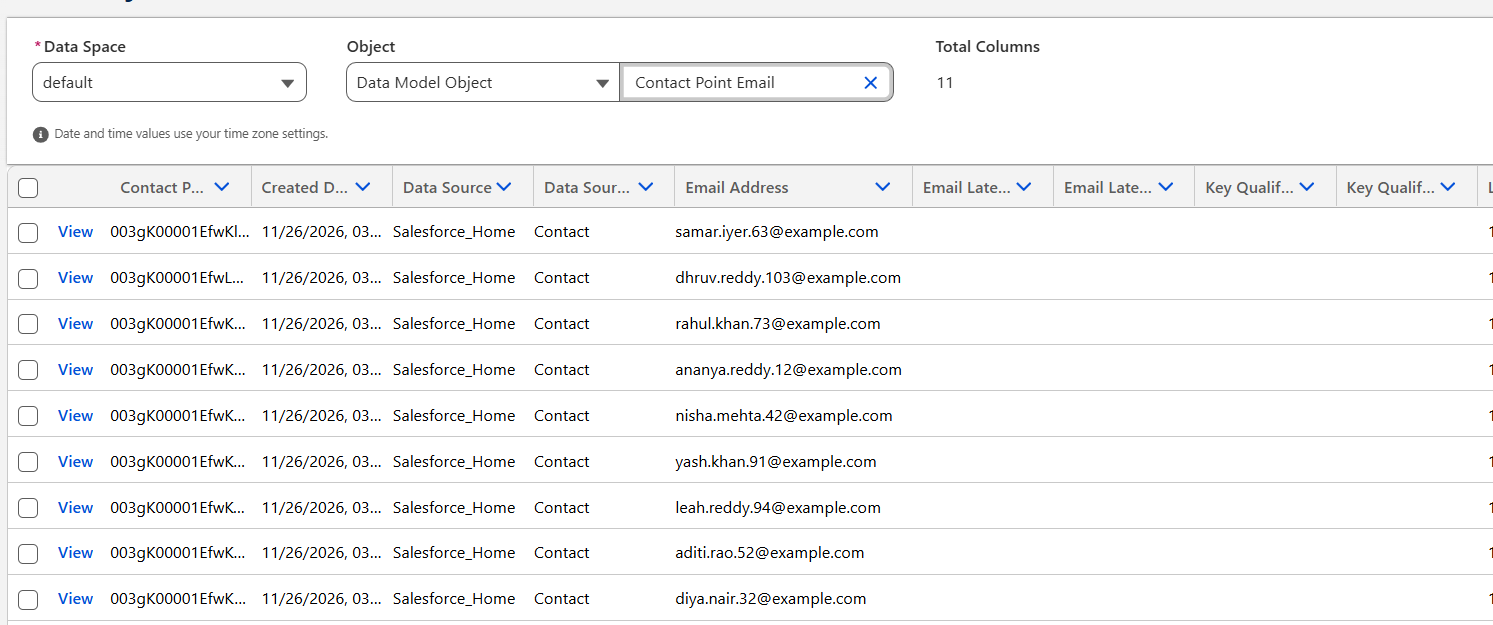 * Data Space Object Total Columns
default Data Model Object Contact Point Email 11
Date and time values use your time zone settings.
Contact P... Created D... Data Source Data Sour... Email Address Email Late... Email Late... Key Qualif... Key Qualif...
View 003gK00001EfwKl... 11/26/2026, 03... Salesforce_Home Contact samar.iyer.63@example.com
View 003gK00001EfwL... 11/26/2026, 03... Salesforce_Home Contact dhruv.reddy.103@example.com
View 003gK00001EfwK... 11/26/2026, 03... Salesforce_Home Contact rahul.khan.73@example.com
View 003gK00001EfwK... 11/26/2026, 03... Salesforce_Home Contact ananya.reddy.12@example.com
View 003gK00001EfwK... 11/26/2026, 03... Salesforce_Home Contact nisha.mehta.42@example.com
View 003gK00001EfwK... 11/26/2026, 03... Salesforce_Home Contact yash.khan.91@example.com
View 003gK00001EfwK... 11/26/2026, 03... Salesforce_Home Contact leah.reddy.94@example.com
View 003gK00001EfwK... 11/26/2026, 03... Salesforce_Home Contact aditi.rao.52@example.com
View 003gK00001EfwK... 11/26/2026, 03... Salesforce_Home Contact diya.nair.32@example.com